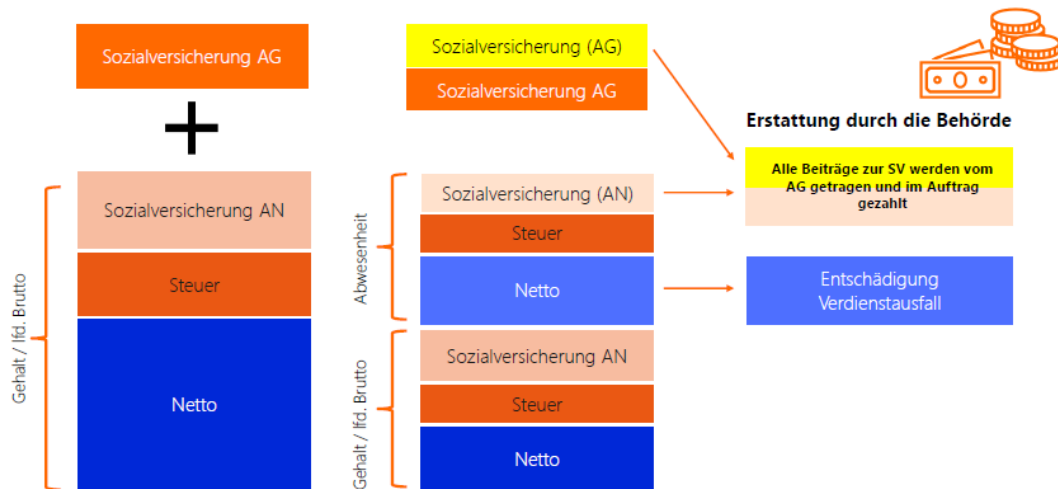 Sozialversicherung AG
Gehalt / lfd. Brutto
Sozialversicherung AN
Steuer
Netto
Sozialversicherung (AG)
Sozialversicherung AG
Abwesenheit
Sozialversicherung (AN)
Steuer
Netto
Gehalt / lfd. Brutto
Sozialversicherung AN
Steuer
Netto
Erstattung durch die Behörde
Alle Beiträge zur SV werden vom
AG getragen und im Auftrag
gezahlt
Entschädigung
Verdienstausfall